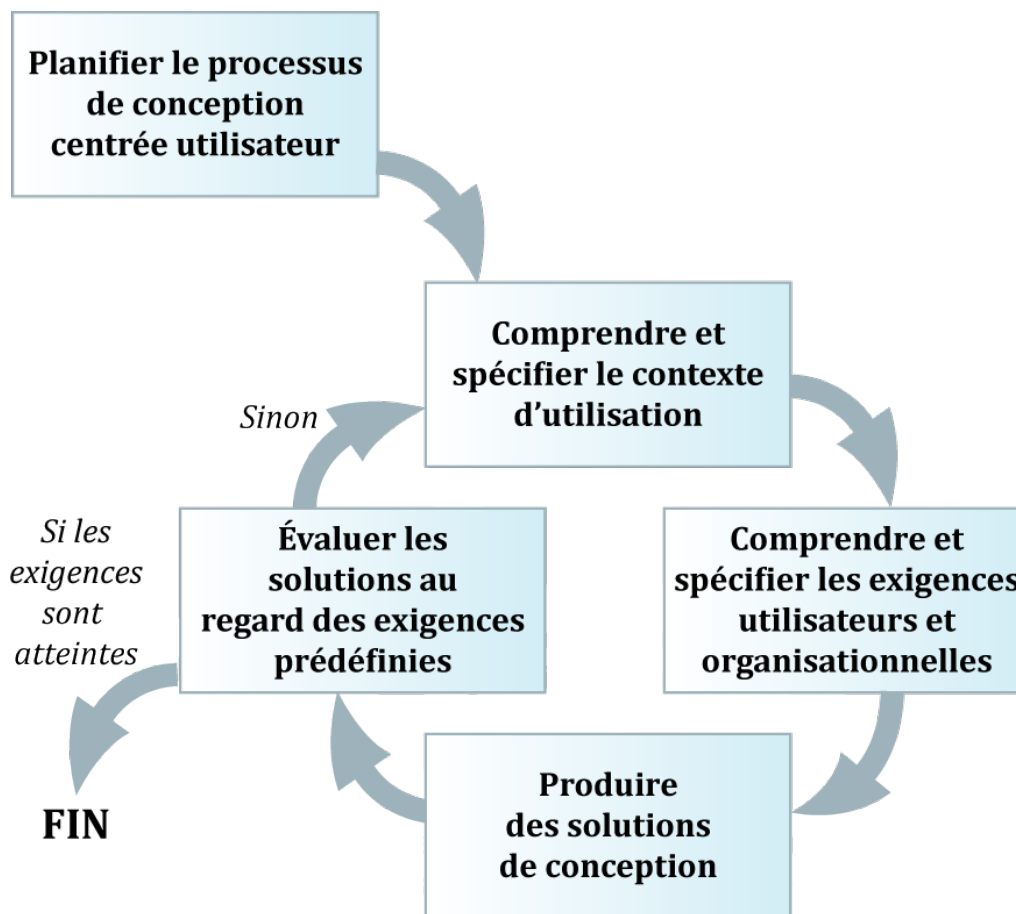 Planifier le processus
de conception
centrée utilisateur
Comprendre et
spécifier le contexte
d’utilisation
Sinon
Comprendre et
spécifier les exigences
utilisateurs et
organisationnelles
Produire
des solutions
de conception
Évaluer les
solutions au
regard des exigences
prédéfinies
Si les
exigences
sont
atteintes
FIN